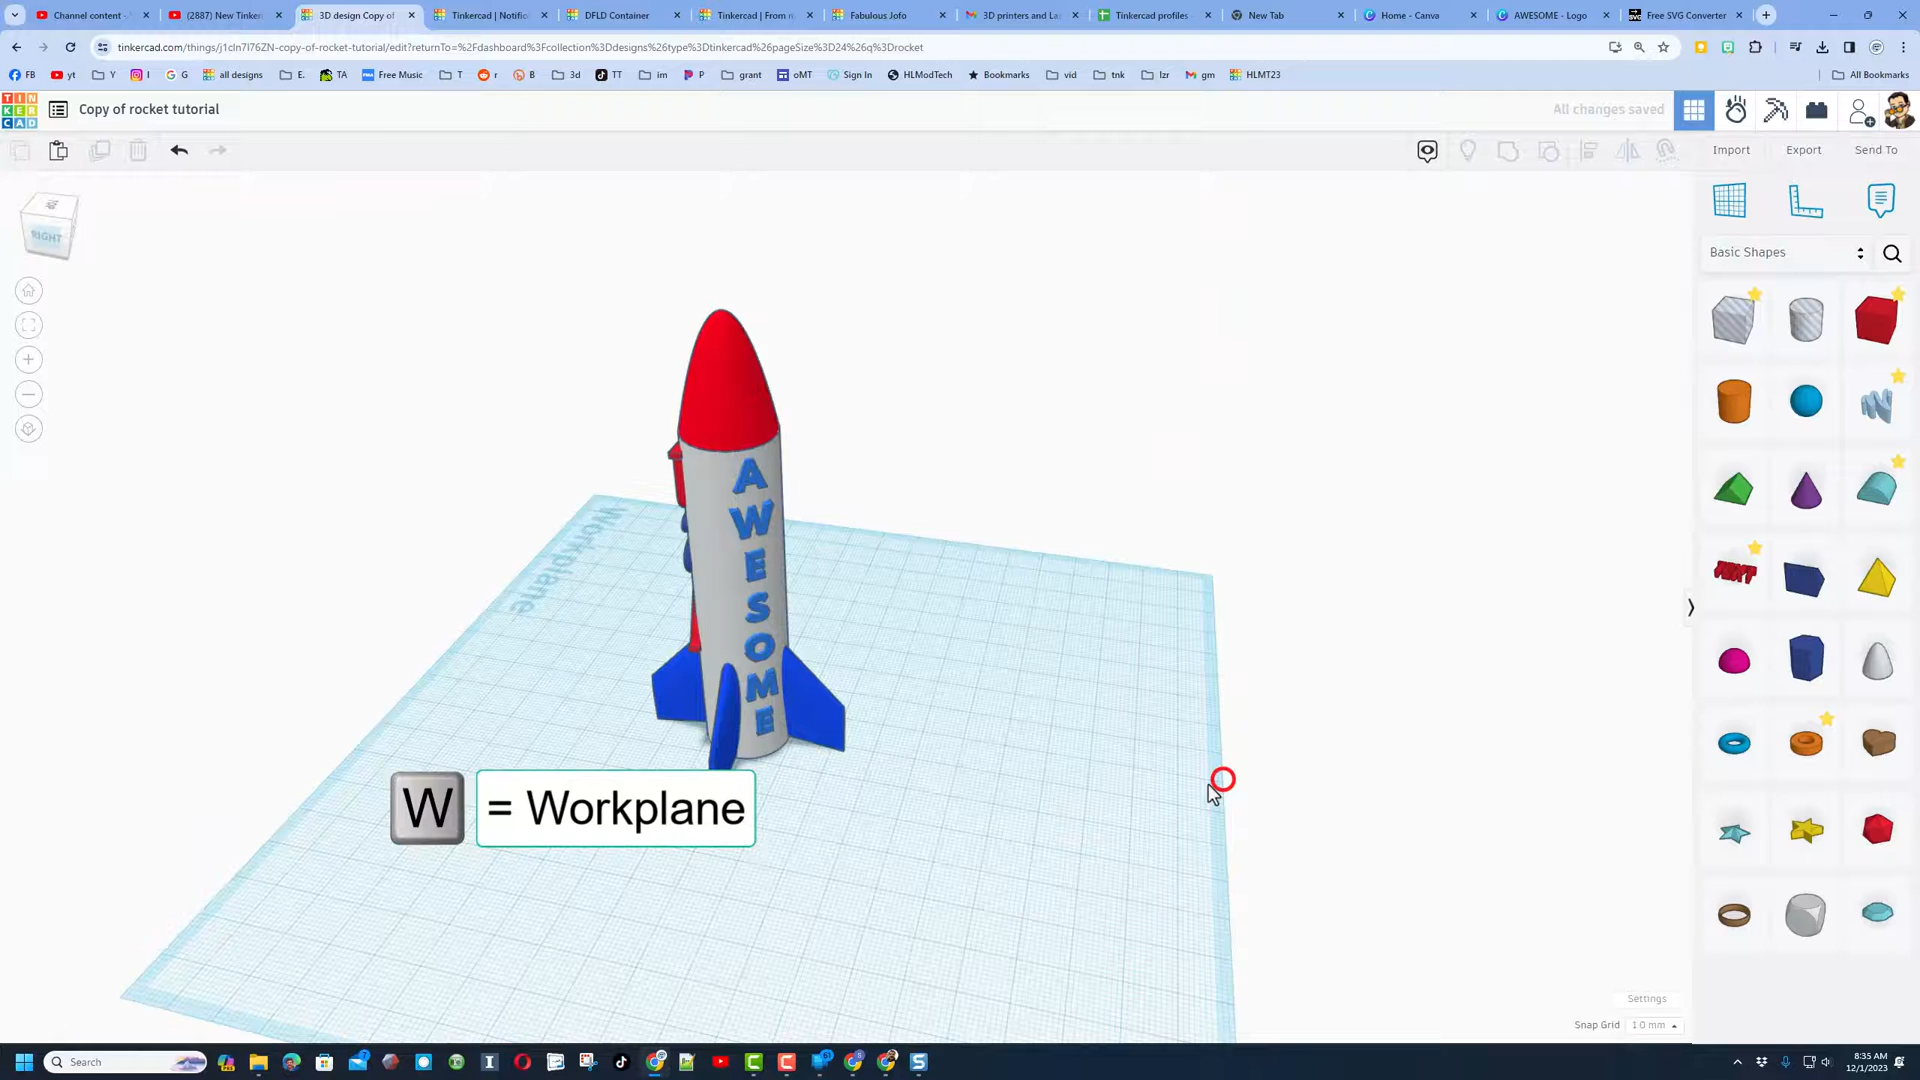 Channel content -
(2887) New Tinker
3D design Copy of
Tinkercad | Notific
DFLD Container
Tinkercad | From n
Fabulous Jofo
3D printers and La
Tinkercad profiles
New Tab
Home - Canva
AWESOME - Logo
Free SVG Converter
tinkercad.com/things/j1cln7I76ZN-copy-of-rocket-tutorial/edit?returnTo=%2Fdashboard%3Fcollection%3Ddesigns%26type%3Dtinkercad%26pageSize%3D24%26q%3Drocket
FB
yt
Y
I
G
all designs
E.
TA
Free Music
T
r
B
3d
TT
im
P
grant
oMT
Sign In
HLModTech
Bookmarks
vid
tnk
lzr
gm
HLMT23
All Bookmarks
TIN
KER
CAD
Copy of rocket tutorial
All changes saved
Import
Export
Send To
TOP
RIGHT
Basic Shapes
Workplane
AWESOME
W = Workplane
TEXT
Settings
Snap Grid 1.0 mm
Search
8:35 AM
12/1/2023